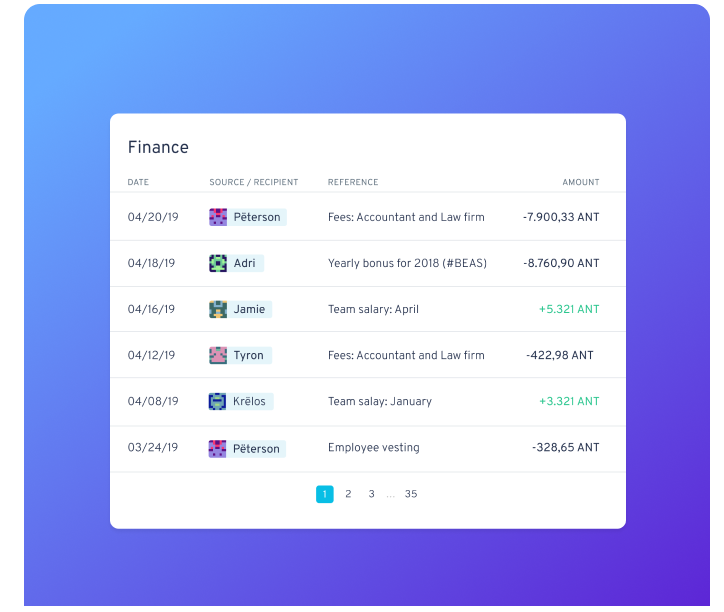 Finance
DATE SOURCE / RECIPIENT REFERENCE AMOUNT
04/20/19 Pëterson Fees: Accountant and Law firm -7.900,33 ANT
04/18/19 Adri Yearly bonus for 2018 (#BEAS) -8.760,90 ANT
04/16/19 Jamie Team salary: April +5.321 ANT
04/12/19 Tyron Fees: Accountant and Law firm -422,98 ANT
04/08/19 Krëlos Team salay: January +3.321 ANT
03/24/19 Pëterson Employee vesting -328,65 ANT
1 2 3 ... 35